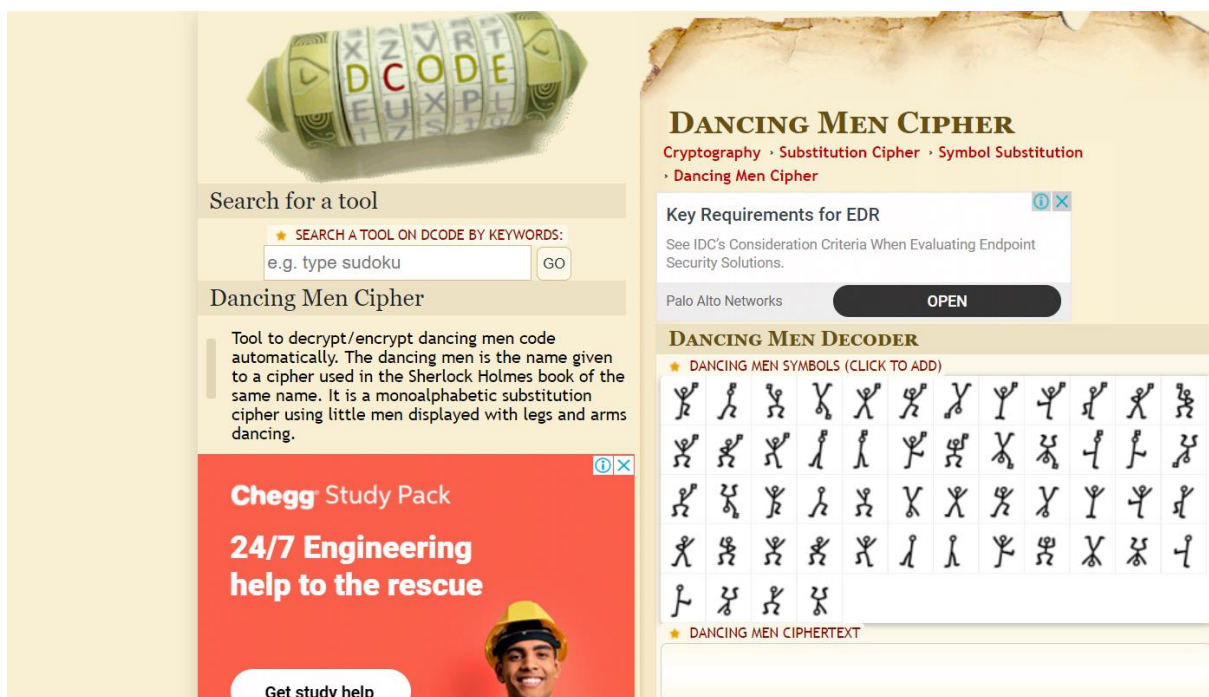 X Z V R T
D C O D E
E U X P L
Search for a tool
SEARCH A TOOL ON DCODE BY KEYWORDS:
e.g. type sudoku
GO
Dancing Men Cipher
Tool to decrypt/encrypt dancing men code
automatically. The dancing men is the name given
to a cipher used in the Sherlock Holmes book of the
same name. It is a monoalphabetic substitution
cipher using little men displayed with legs and arms
dancing.
Chegg Study Pack
24/7 Engineering
help to the rescue
Get study help
DANCING MEN CIPHER
Cryptography › Substitution Cipher › Symbol Substitution
› Dancing Men Cipher
Key Requirements for EDR
See IDC's Consideration Criteria When Evaluating Endpoint
Security Solutions.
Palo Alto Networks
OPEN
DANCING MEN DECODER
DANCING MEN SYMBOLS (CLICK TO ADD)
DANCING MEN CIPHERTEXT